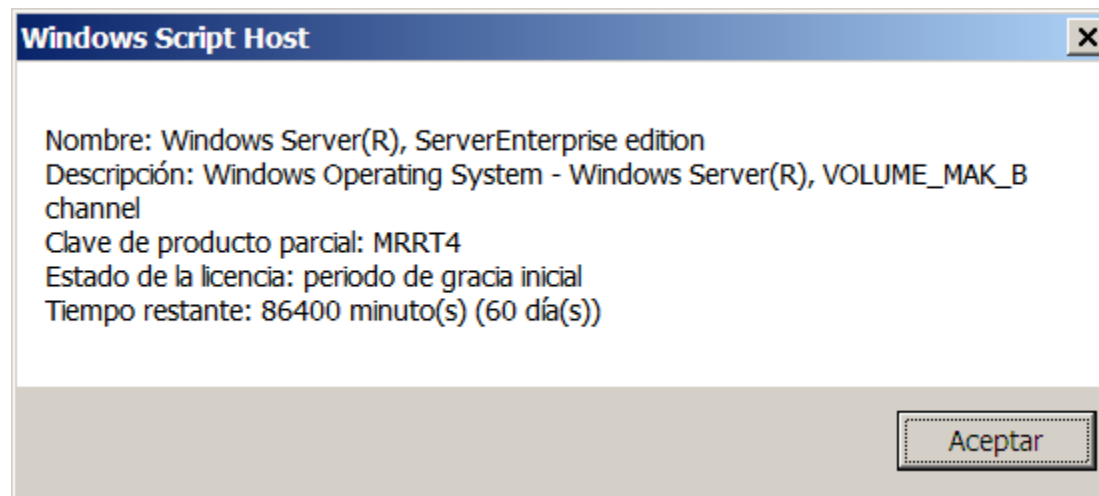 Windows Script Host
Nombre: Windows Server(R), ServerEnterprise edition
Descripción: Windows Operating System - Windows Server(R), VOLUME_MAK_B
channel
Clave de producto parcial: MRRT4
Estado de la licencia: periodo de gracia inicial
Tiempo restante: 86400 minuto(s) (60 día(s))
Aceptar